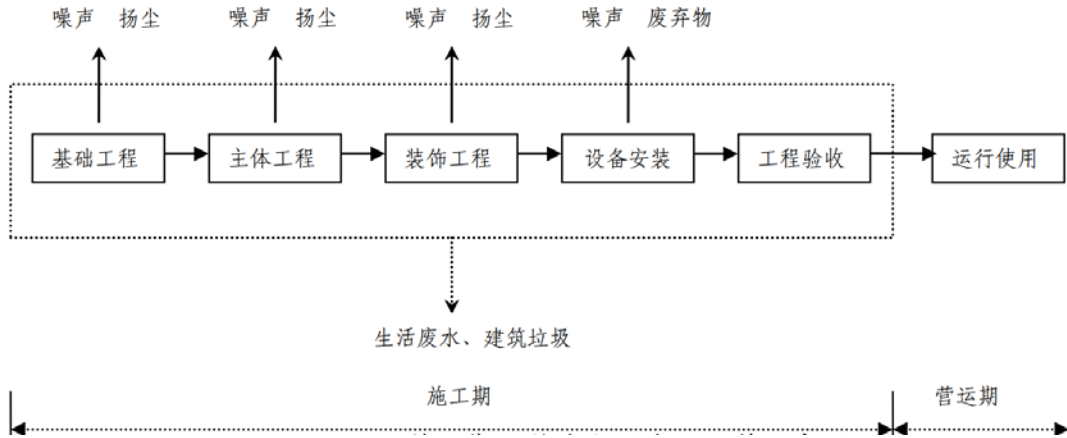 噪声 扬尘 噪声 扬尘 噪声 扬尘 噪声 废弃物
基础工程 主体工程 装饰工程 设备安装 工程验收 运行使用
生活废水、建筑垃圾
施工期 营运期